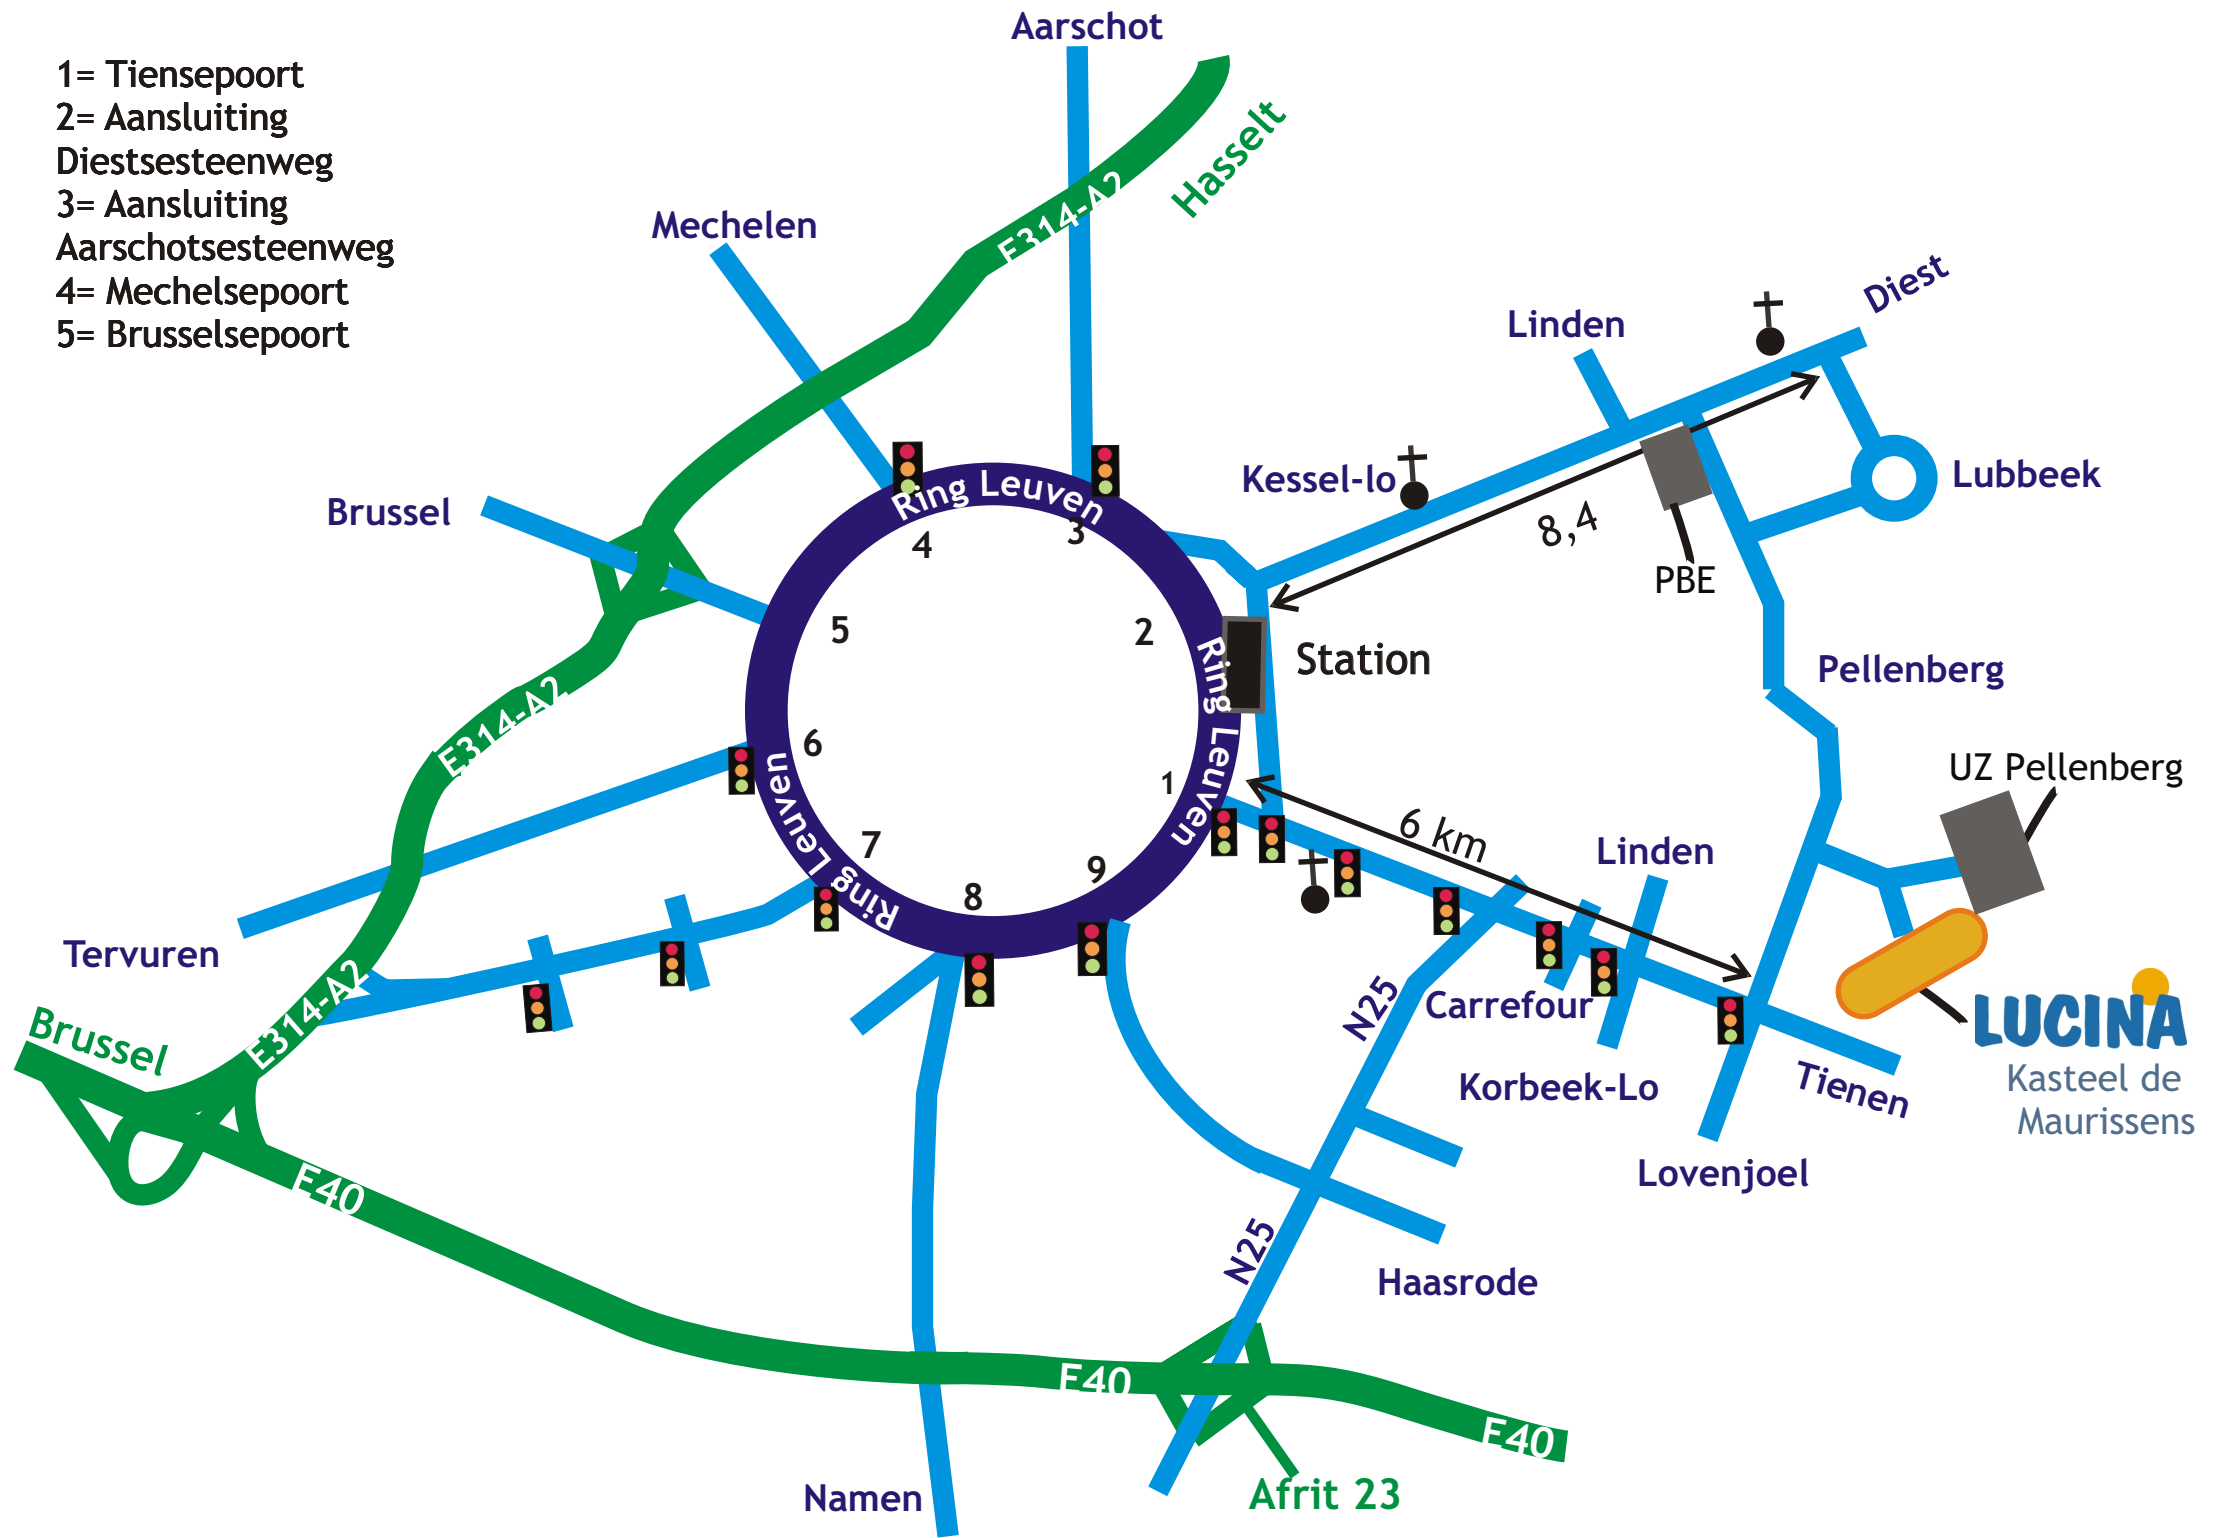 1= Tiensepoort
2= Aansluiting
Diestsesteenweg
3= Aansluiting
Aarschotsesteenweg
4= Mechelsepoort
5= Brusselsepoort
Aarschot
Hasselt
E314-A2
Mechelen
Diest
Linden
Brussel
Kessel-lo
Lubbeek
Ring Leuven
8,4
PBE
4
3
5
2
Station
Ring Leuven
Pellenberg
E314-A2
6
1
UZ Pellenberg
Ring Leuven
7
6 km
Linden
9
8
Tervuren
E314-A2
N25
Carrefour
LUCINA
Kasteel de
Maurissens
Brussel
Korbeek-Lo
Tienen
Lovenjoel
E40
N25
Haasrode
E40
E40
Namen
Afrit 23